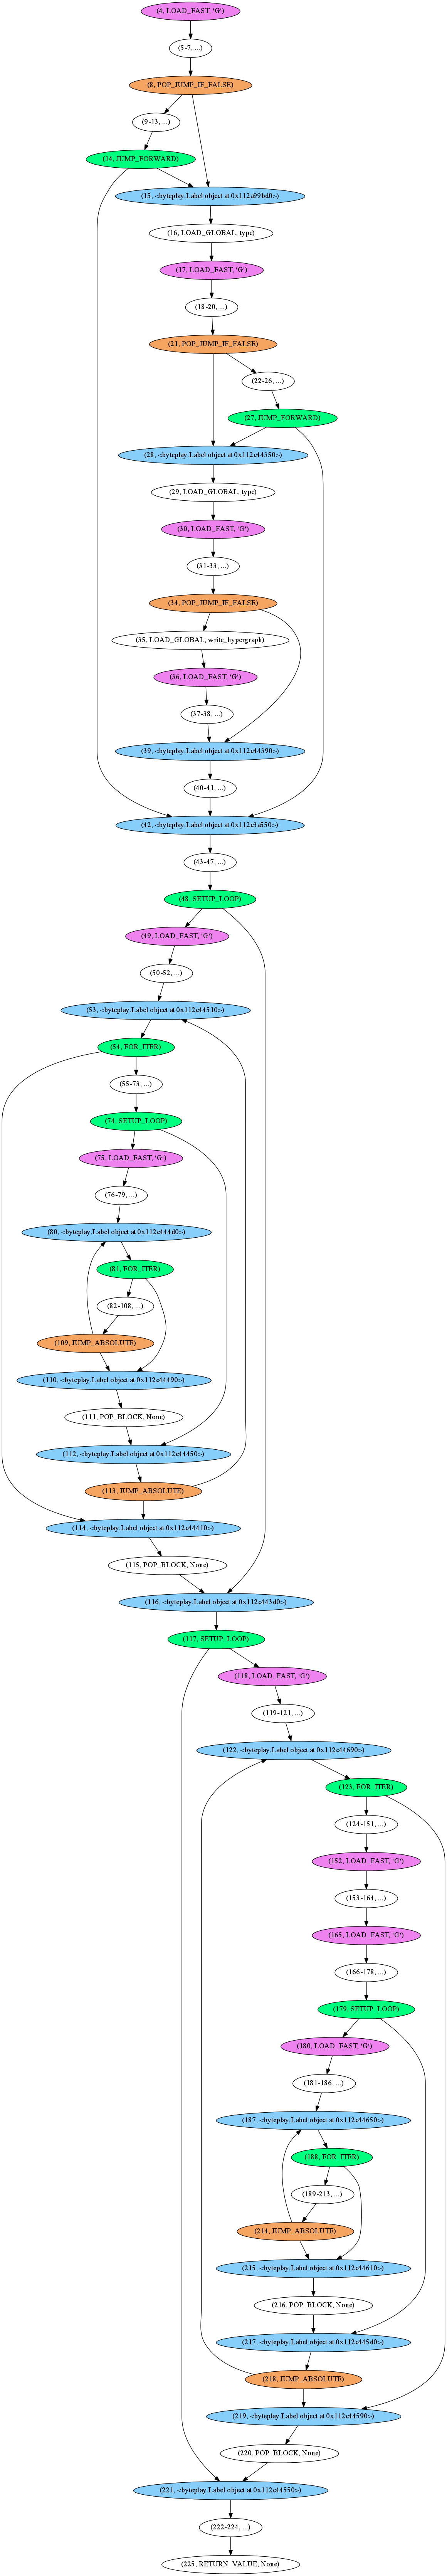 (4, LOAD_FAST, 'G')
(5-7, ...)
(8, POP_JUMP_IF_FALSE)
(9-13, ...)
(14, JUMP_FORWARD)
(15, <byteplay.Label object at 0x112a99bd0>)
(16, LOAD_GLOBAL, type)
(17, LOAD_FAST, 'G')
(18-20, ...)
(21, POP_JUMP_IF_FALSE)
(22-26, ...)
(27, JUMP_FORWARD)
(28, <byteplay.Label object at 0x112c44350>)
(29, LOAD_GLOBAL, type)
(30, LOAD_FAST, 'G')
(31-33, ...)
(34, POP_JUMP_IF_FALSE)
(35, LOAD_GLOBAL, write_hypergraph)
(36, LOAD_FAST, 'G')
(37-38, ...)
(39, <byteplay.Label object at 0x112c44390>)
(40-41, ...)
(42, <byteplay.Label object at 0x112c3a550>)
(43-47, ...)
(48, SETUP_LOOP)
(49, LOAD_FAST, 'G')
(50-52, ...)
(53, <byteplay.Label object at 0x112c44510>)
(54, FOR_ITER)
(55-73, ...)
(74, SETUP_LOOP)
(75, LOAD_FAST, 'G')
(76-79, ...)
(80, <byteplay.Label object at 0x112c444d0>)
(81, FOR_ITER)
(82-108, ...)
(109, JUMP_ABSOLUTE)
(110, <byteplay.Label object at 0x112c44490>)
(111, POP_BLOCK, None)
(112, <byteplay.Label object at 0x112c44450>)
(113, JUMP_ABSOLUTE)
(114, <byteplay.Label object at 0x112c44410>)
(115, POP_BLOCK, None)
(116, <byteplay.Label object at 0x112c443d0>)
(117, SETUP_LOOP)
(118, LOAD_FAST, 'G')
(119-121, ...)
(122, <byteplay.Label object at 0x112c44690>)
(123, FOR_ITER)
(124-151, ...)
(152, LOAD_FAST, 'G')
(153-164, ...)
(165, LOAD_FAST, 'G')
(166-178, ...)
(179, SETUP_LOOP)
(180, LOAD_FAST, 'G')
(181-186, ...)
(187, <byteplay.Label object at 0x112c44650>)
(188, FOR_ITER)
(189-213, ...)
(214, JUMP_ABSOLUTE)
(215, <byteplay.Label object at 0x112c44610>)
(216, POP_BLOCK, None)
(217, <byteplay.Label object at 0x112c445d0>)
(218, JUMP_ABSOLUTE)
(219, <byteplay.Label object at 0x112c44590>)
(220, POP_BLOCK, None)
(221, <byteplay.Label object at 0x112c44550>)
(222-224, ...)
(225, RETURN_VALUE, None)